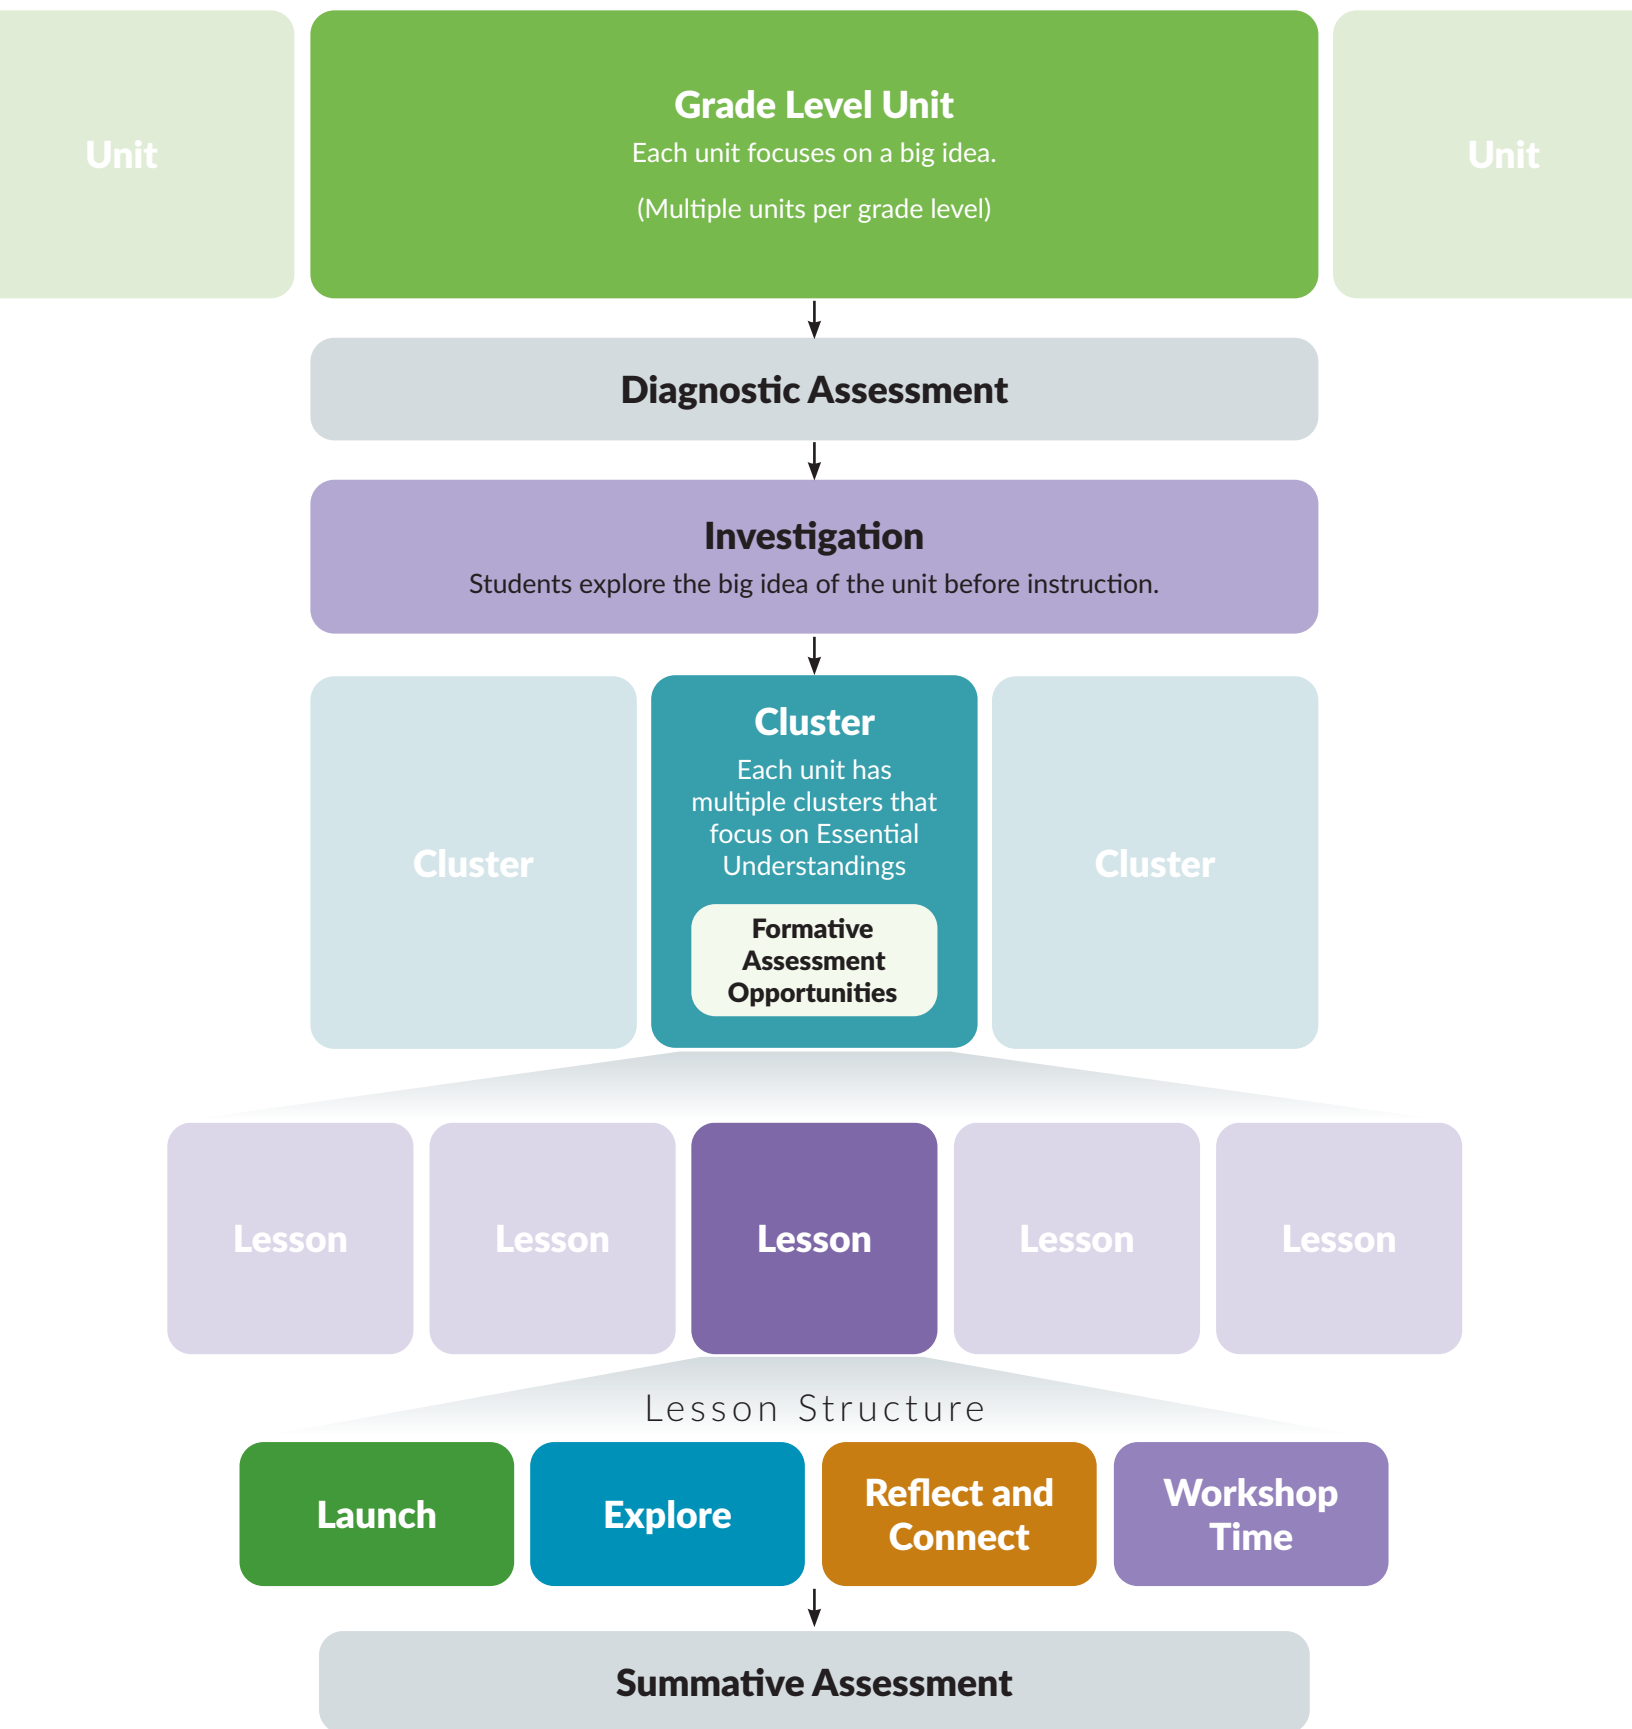 Unit
Grade Level Unit
Each unit focuses on a big idea.
(Multiple units per grade level)
Unit
Diagnostic Assessment
Investigation
Students explore the big idea of the unit before instruction.
Cluster
Cluster
Each unit has
multiple clusters that
focus on Essential
Understandings
Formative
Assessment
Opportunities
Cluster
Lesson
Lesson
Lesson
Lesson
Lesson
Lesson Structure
Launch
Explore
Reflect and
Connect
Workshop
Time
Summative Assessment